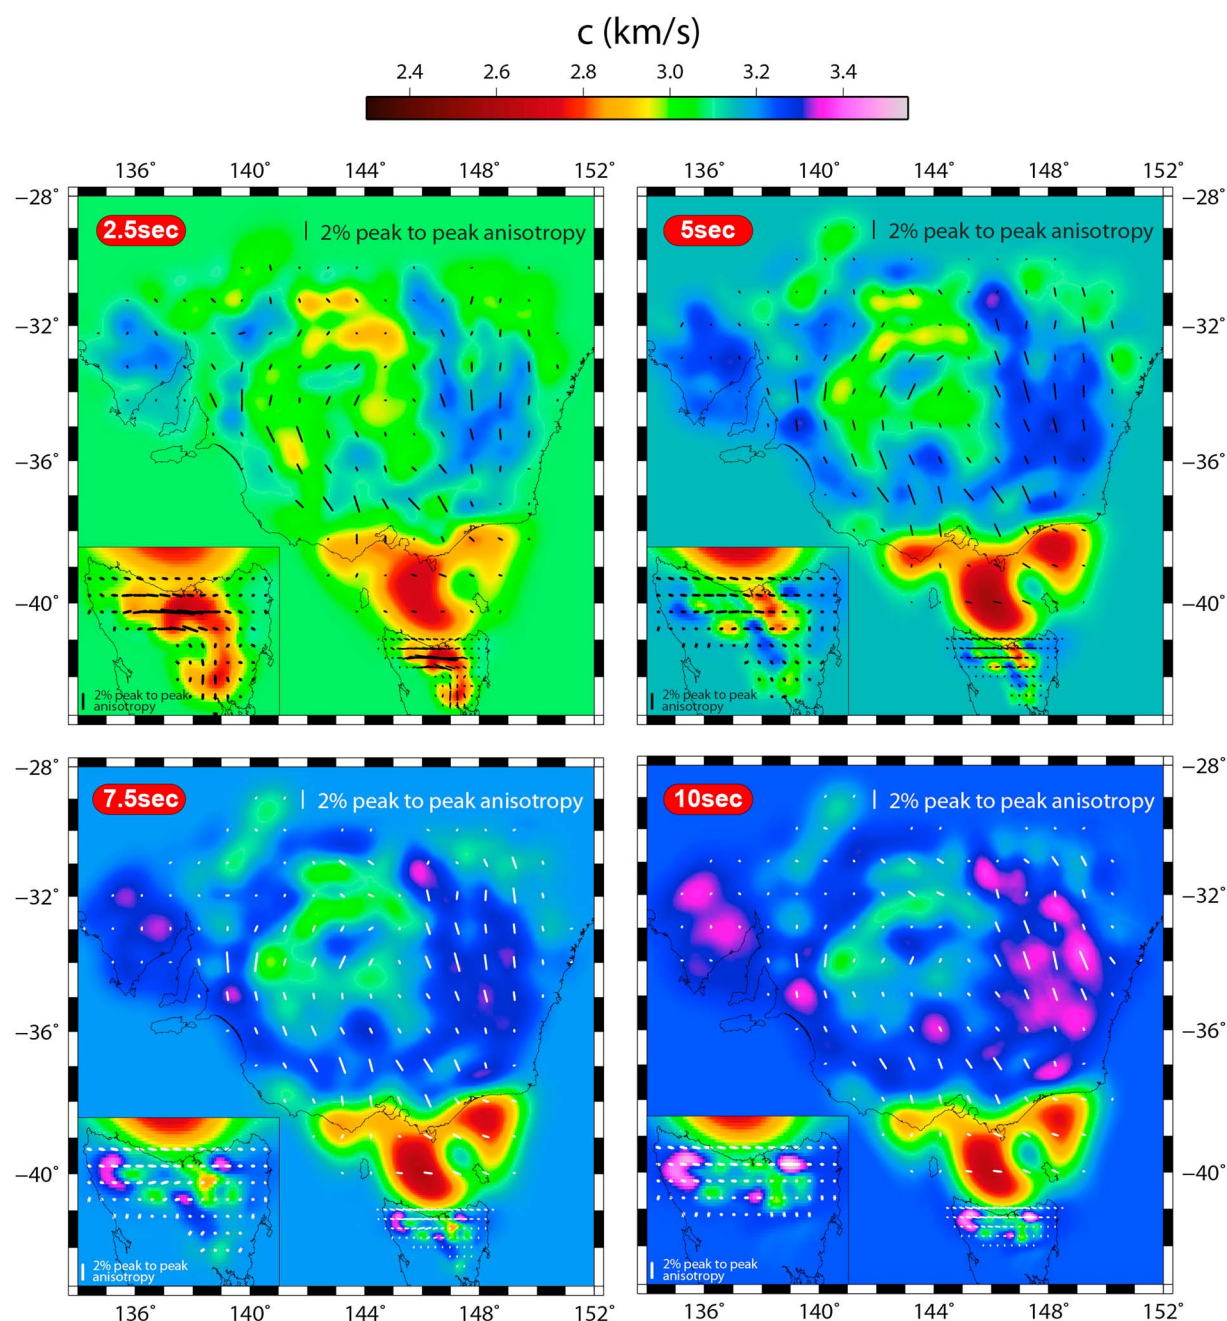 c (km/s)
2.4 2.6 2.8 3.0 3.2 3.4
136˚ 140˚ 144˚ 148˚ 152˚ 136˚ 140˚ 144˚ 148˚ 152˚
−28˚ −28˚
2.5sec 2% peak to peak anisotropy
5sec 2% peak to peak anisotropy
−32˚ −32˚
−36˚ −36˚
−40˚ −40˚
2% peak to peak
anisotropy
2% peak to peak
anisotropy
−28˚ −28˚
7.5sec 2% peak to peak anisotropy
10sec 2% peak to peak anisotropy
−32˚ −32˚
−36˚ −36˚
−40˚ −40˚
2% peak to peak
anisotropy
2% peak to peak
anisotropy
136˚ 140˚ 144˚ 148˚ 152˚ 136˚ 140˚ 144˚ 148˚ 152˚